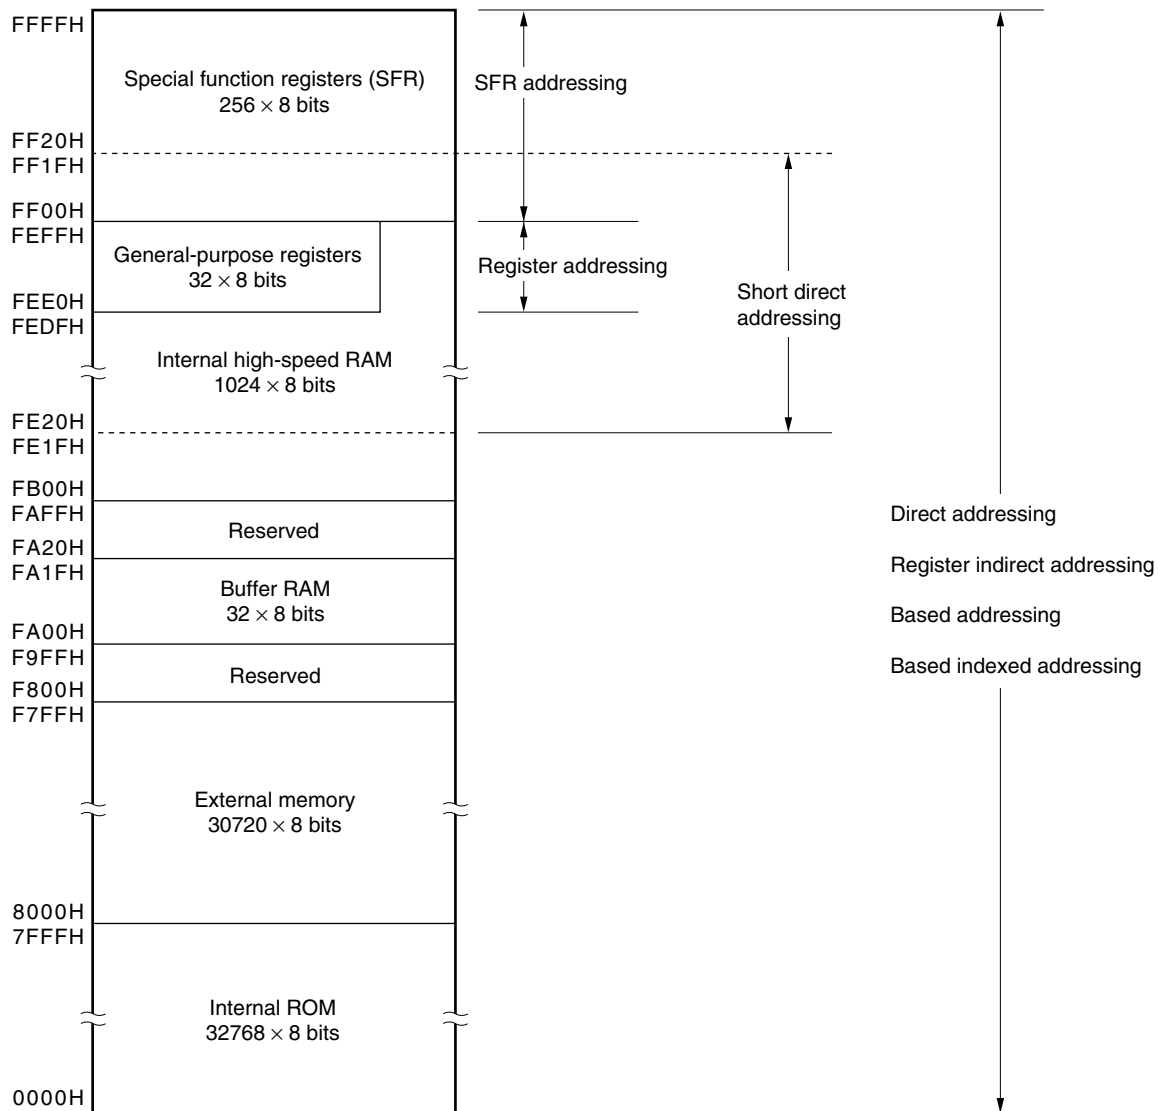 FFFFH
Special function registers (SFR)
256 × 8 bits
SFR addressing
FF20H
FF1FH
FF00H
FEFFH
General-purpose registers
32 × 8 bits
Register addressing
FEE0H
FEDFH
Short direct
addressing
Internal high-speed RAM
1024 × 8 bits
FE20H
FE1FH
FB00H
FAFFH
Reserved
FA20H
FA1FH
Buffer RAM
32 × 8 bits
FA00H
F9FFH
Reserved
F800H
F7FFH
Direct addressing
Register indirect addressing
Based addressing
Based indexed addressing
External memory
30720 × 8 bits
8000H
7FFFH
Internal ROM
32768 × 8 bits
0000H